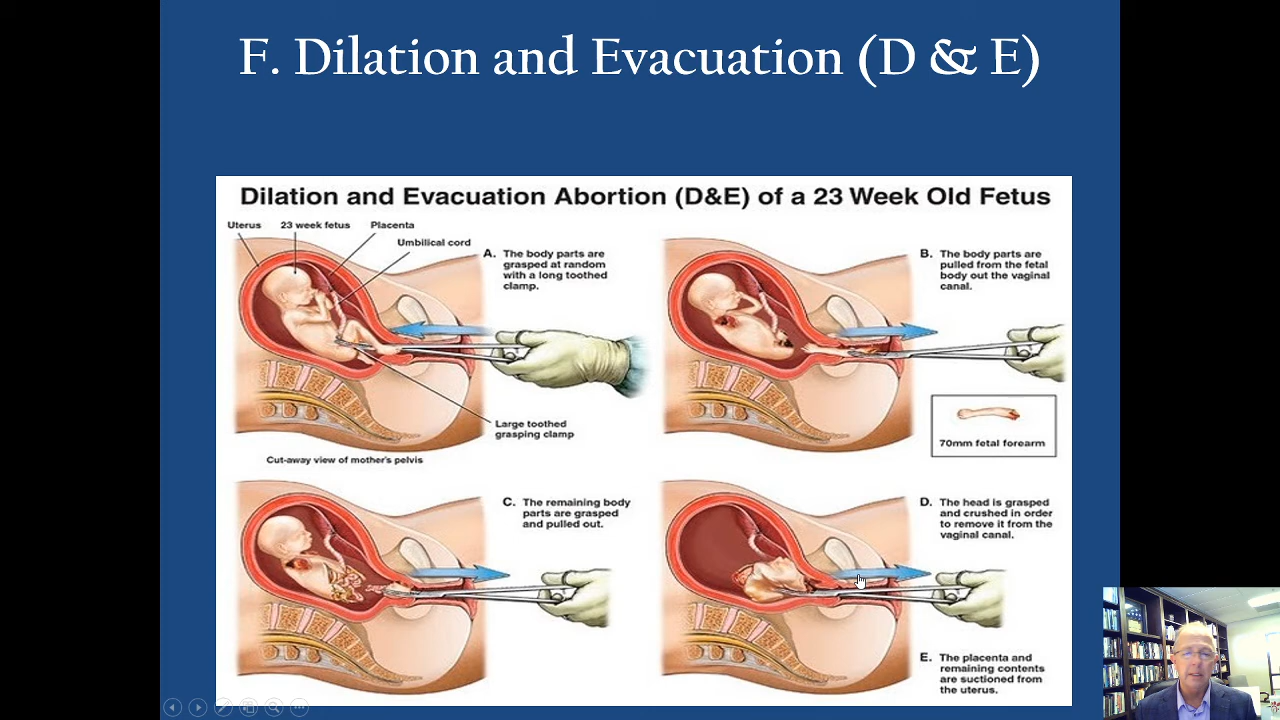 F. Dilation and Evacuation (D & E)
Dilation and Evacuation Abortion (D&E) of a 23 Week Old Fetus
Uterus
23 week fetus
Placenta
Umbilical cord
A. The body parts are
grasped at random
with a long toothed
clamp.
Large toothed
grasping clamp
Cut-away view of mother's pelvis
B. The body parts are
pulled from the fetal
body out the vaginal
canal.
70mm fetal forearm
C. The remaining body
parts are grasped
and pulled out.
D. The head is grasped
and crushed in order
to remove it from the
vaginal canal.
E. The placenta and
remaining contents
are suctioned from
the uterus.